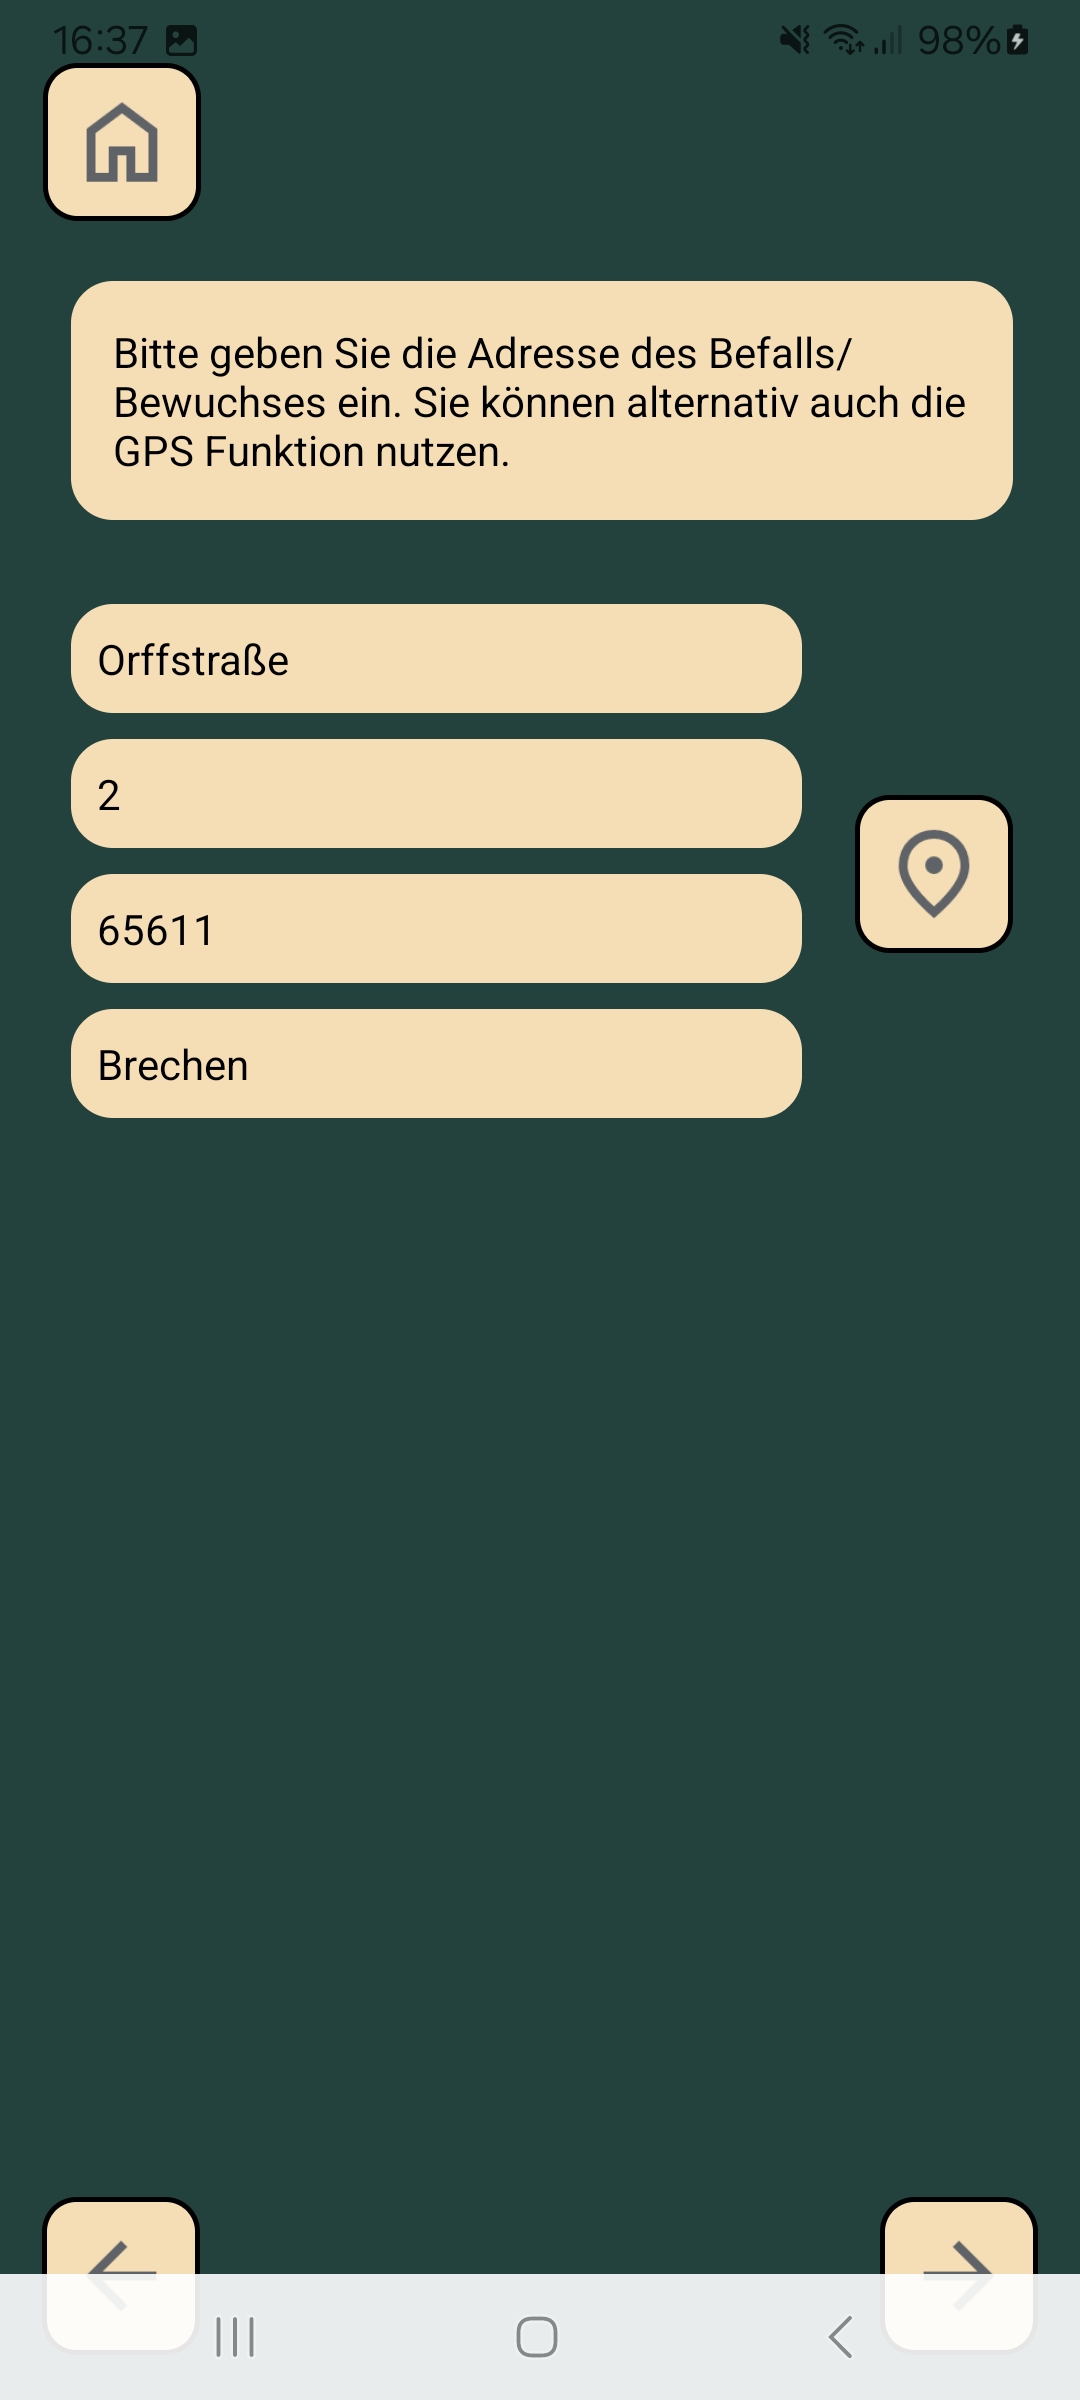 16:37
98%
Bitte geben Sie die Adresse des Befalls/
Bewuchses ein. Sie können alternativ auch die
GPS Funktion nutzen.
Orffstraße
2
65611
Brechen